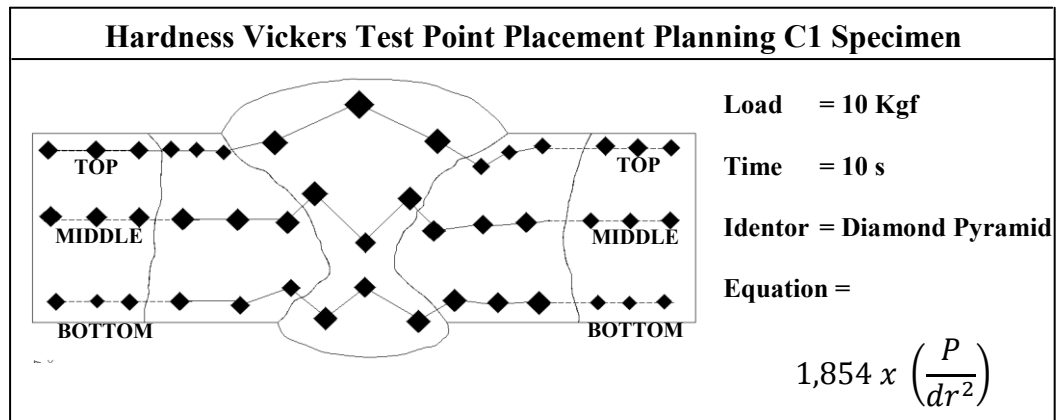 Hardness Vickers Test Point Placement Planning C1 Specimen
TOP
TOP
MIDDLE
MIDDLE
BOTTOM
BOTTOM
Load = 10 Kgf
Time = 10 s
Identor = Diamond Pyramid
Equation =
1,854 x (P/dr²)